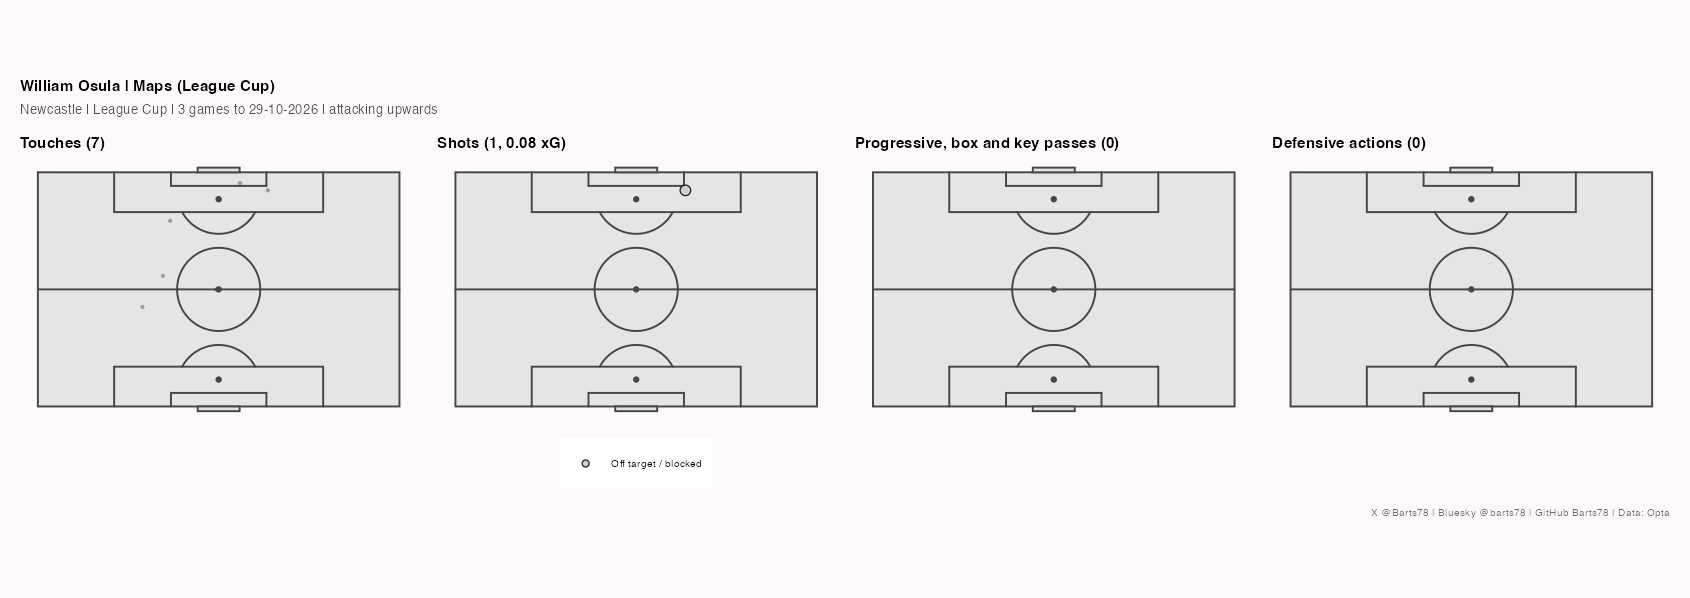 William Osula | Maps (League Cup)
Newcastle | League Cup | 3 games to 29-10-2026 | attacking upwards
Touches (7)
Shots (1, 0.08 xG)
Progressive, box and key passes (0)
Defensive actions (0)
Off target / blocked
X @Barts78 | Bluesky @barts78 | GitHub Barts78 | Data: Opta